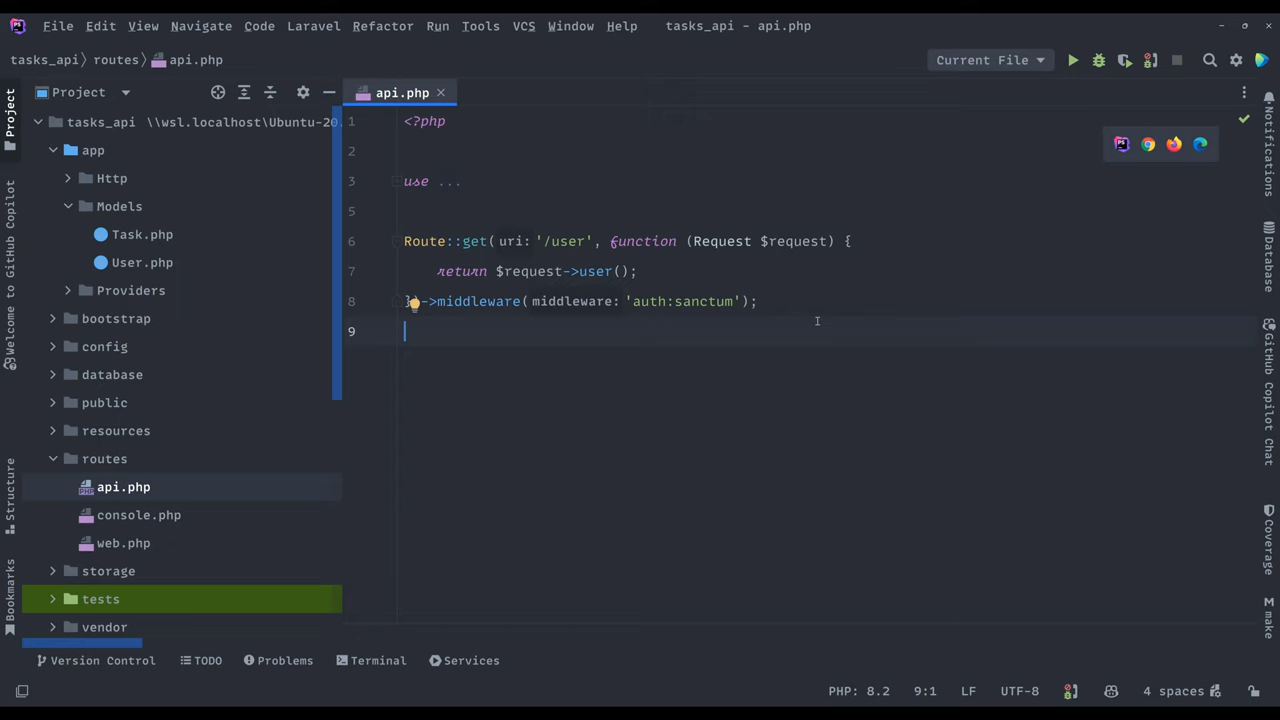 File Edit View Navigate Code Laravel Refactor Run Tools VCS Window Help tasks_api - api.php
tasks_api routes api.php Current File
Project api.php
tasks_api \\wsl.localhost\Ubuntu-20.
app
Http
Models
Task.php
User.php
Providers
bootstrap
config
database
public
resources
routes
api.php
console.php
web.php
storage
tests
vendor
1 <?php
2
3 use ...
5
6 Route::get( uri: '/user', function (Request $request) {
7 return $request->user();
8 })->middleware( middleware: 'auth:sanctum');
9
Project
Welcome to GitHub Copilot
Structure
Bookmarks
Notifications
Database
GitHub Copilot Chat
Coverage
M make
Version Control TODO Problems Terminal Services
PHP: 8.2 9:1 LF UTF-8 4 spaces